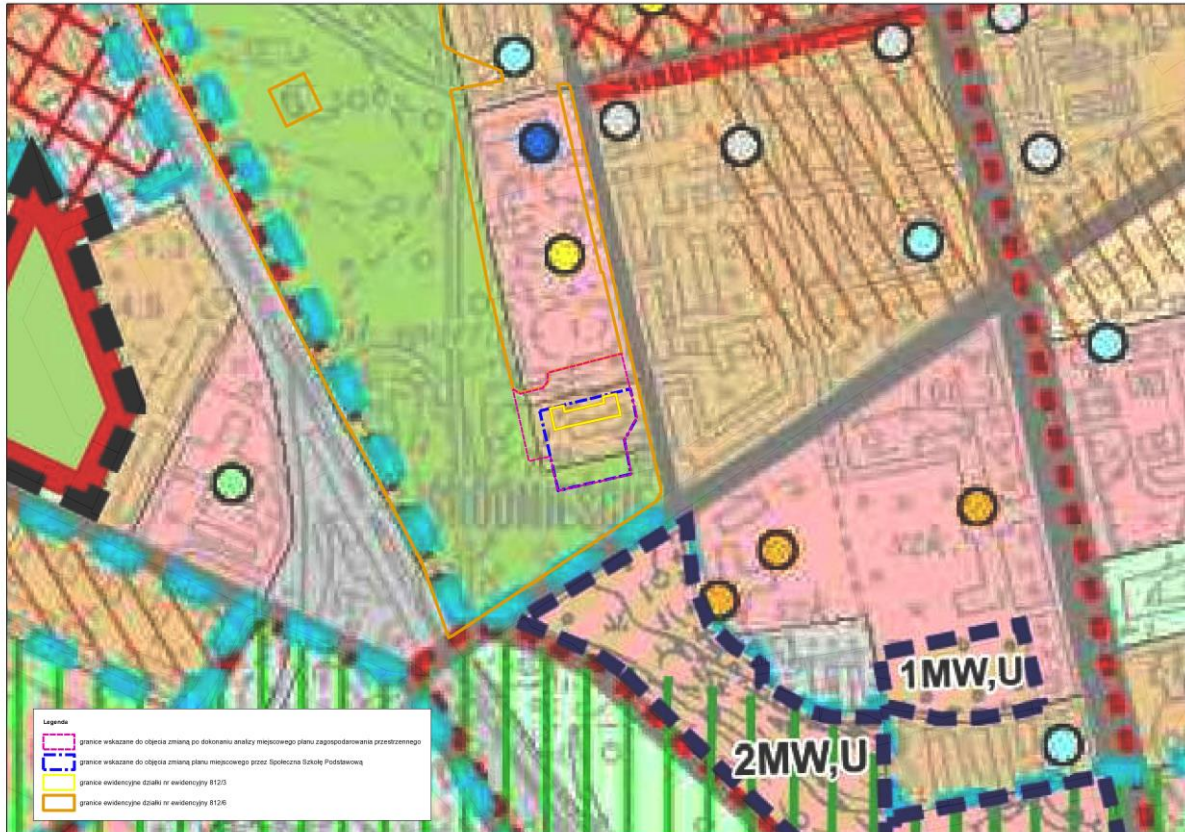 1MW,U
2MW,U
Legenda
granice wskazane do objęcia zmianą po dokonaniu analizy miejscowego planu zagospodarowania przestrzennego
granice wskazane do objęcia zmianą planu miejscowego przez Społeczna Szkołę Podstawową
granice ewidencyjne działki nr ewidencyjny 812/3
granice ewidencyjne działki nr ewidencyjny 812/6